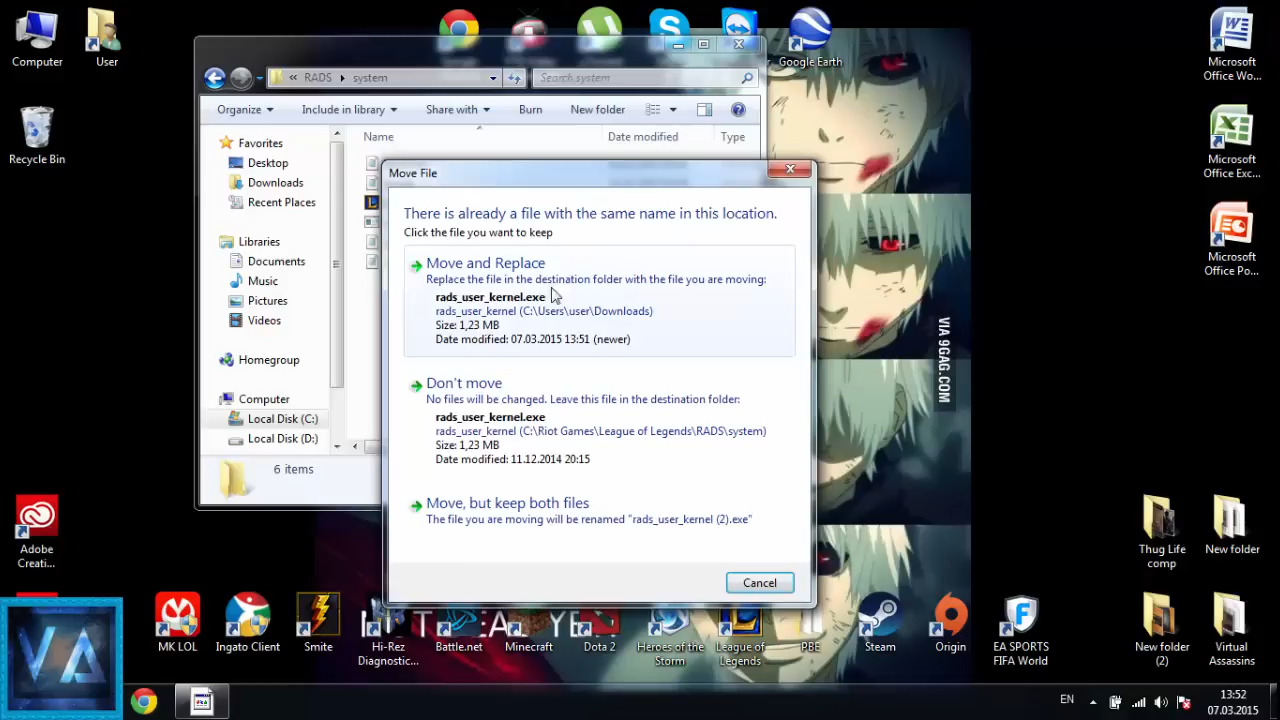 Computer
User
Recycle Bin
Google Earth
Microsoft
Office Wo...
Microsoft
Office Exc...
Microsoft
Office Po...
« RADS system
Search system
Organize
Include in library
Share with
Burn
New folder
Name
Date modified
Type
Favorites
Desktop
Downloads
Recent Places
Libraries
Documents
Music
Pictures
Videos
Homegroup
Computer
Local Disk (C:)
Local Disk (D:)
6 items
Move File
There is already a file with the same name in this location.
Click the file you want to keep
Move and Replace
Replace the file in the destination folder with the file you are moving:
rads_user_kernel.exe
rads_user_kernel (C:\Users\user\Downloads)
Size: 1,23 MB
Date modified: 07.03.2015 13:51 (newer)
Don't move
No files will be changed. Leave this file in the destination folder:
rads_user_kernel.exe
rads_user_kernel (C:\Riot Games\League of Legends\RADS\system)
Size: 1,23 MB
Date modified: 11.12.2014 20:15
Move, but keep both files
The file you are moving will be renamed "rads_user_kernel (2).exe"
Cancel
VIA 9GAG.COM
Adobe
Creati...
Thug Life
comp
New folder
MK LOL
Ingato Client
Smite
Hi-Rez
Diagnostic...
Battle.net
Minecraft
Dota 2
Heroes of the
Storm
League of
Legends
PBE
Steam
Origin
EA SPORTS
FIFA World
New folder
(2)
Virtual
Assassins
VA
EN
13:52
07.03.2015